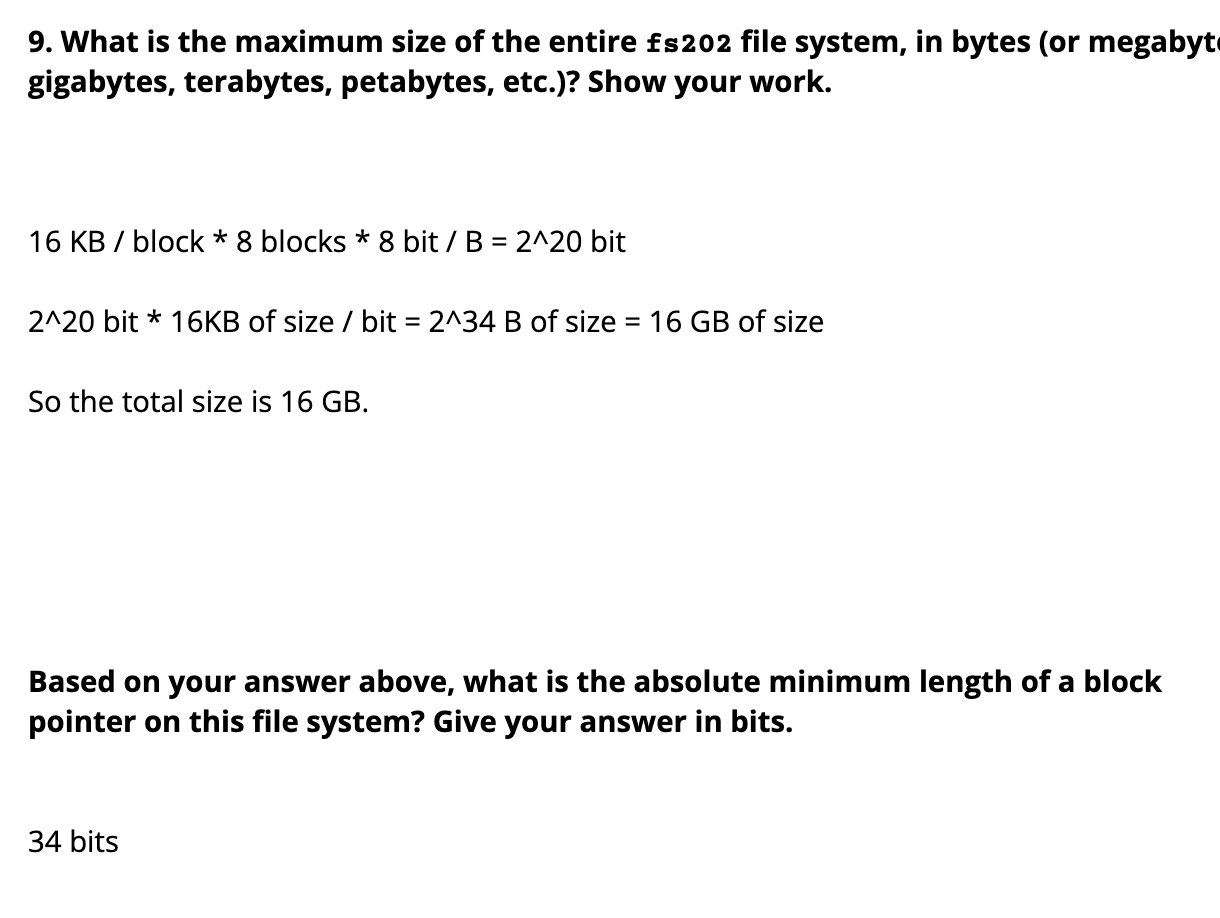 9. What is the maximum size of the entire fs202 file system, in bytes (or
gigabytes, terabytes, petabytes, etc.)? Show your work.
16 KB / block * 8 blocks * 8 bit / B = 2^20 bit
2^20 bit * 16KB of size / bit = 2^34 B of size = 16 GB of size
So the total size is 16 GB.
Based on your answer above, what is the absolute minimum length of a block
pointer on this file system? Give your answer in bits.
34 bits